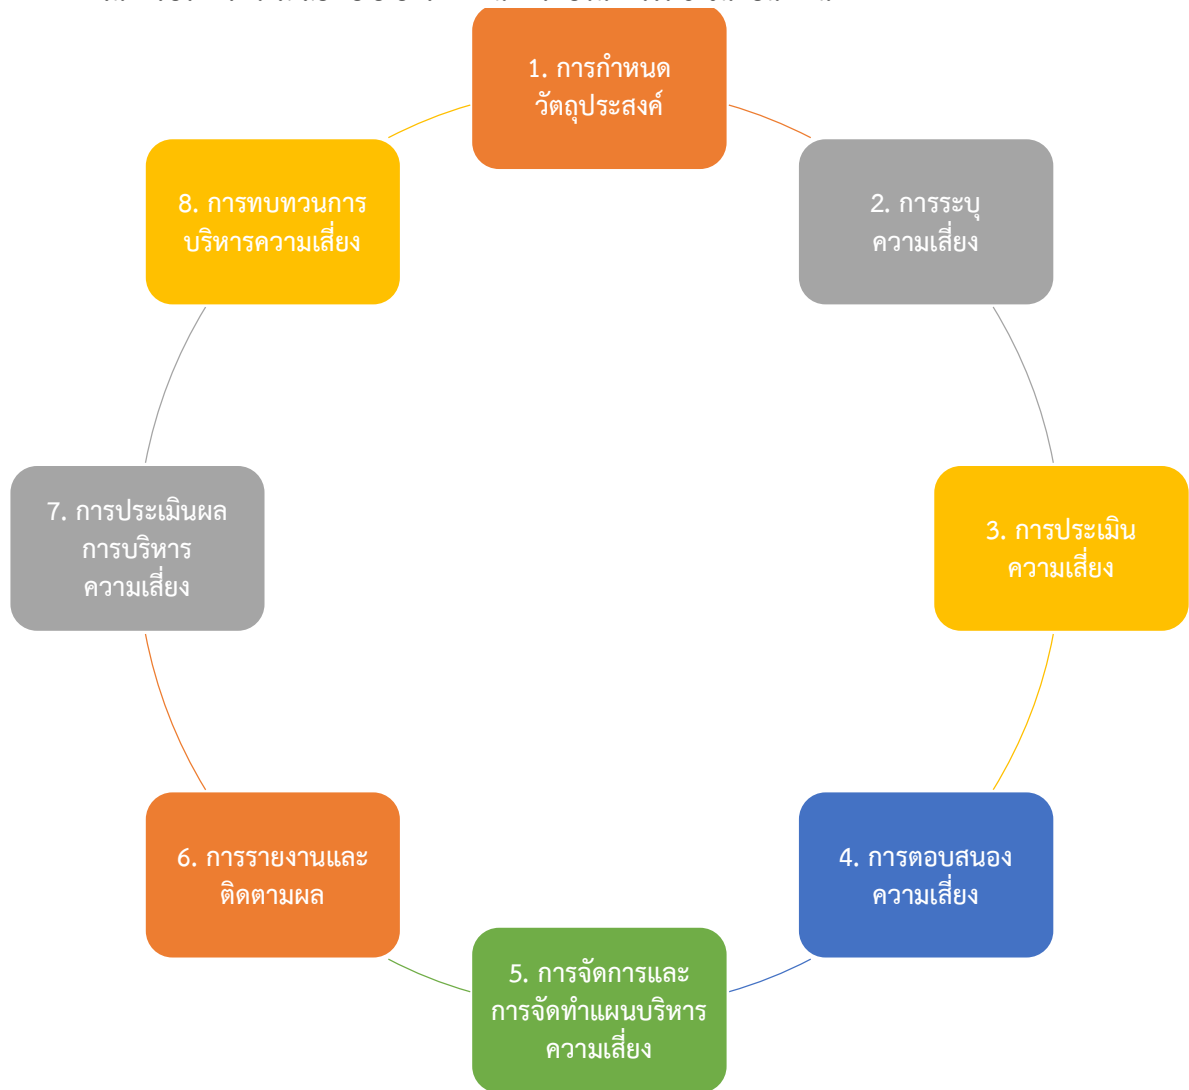 1. การกำหนด
วัตถุประสงค์
2. การระบุ
ความเสี่ยง
3. การประเมิน
ความเสี่ยง
4. การตอบสนอง
ความเสี่ยง
5. การจัดการและ
การจัดทำแผนบริหาร
ความเสี่ยง
6. การรายงานและ
ติดตามผล
7. การประเมินผล
การบริหาร
ความเสี่ยง
8. การทบทวนการ
บริหารความเสี่ยง